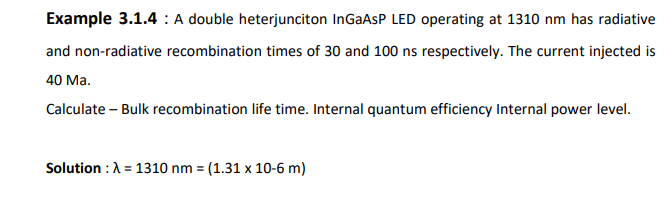 Example 3.1.4 : A double heterjunciton InGaAsP LED operating at 1310 nm has radiative
and non-radiative recombination times of 30 and 100 ns respectively. The current injected is
40 Ma.
Calculate – Bulk recombination life time. Internal quantum efficiency Internal power level.
Solution : λ = 1310 nm = (1.31 x 10-6 m)